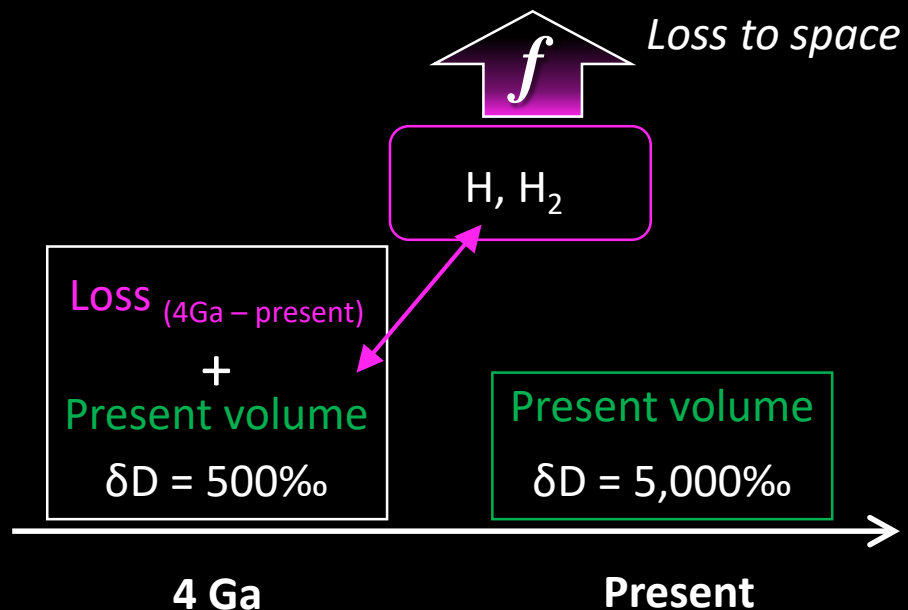 Loss to space
f
H, H₂
Loss (4Ga – present)
+
Present volume
δD = 500‰
Present volume
δD = 5,000‰
4 Ga
Present